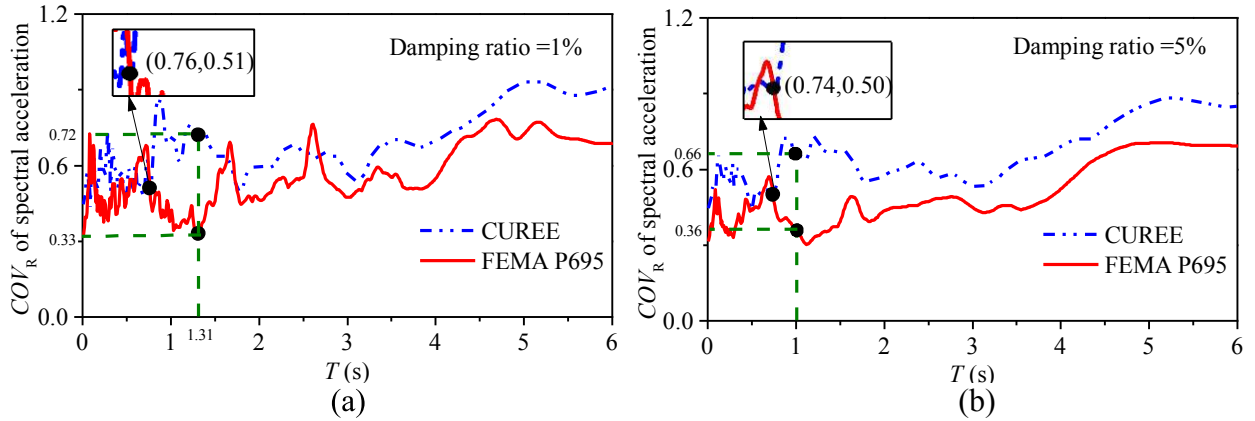 1.2
(a)
(0.76,0.51)
Damping ratio =1%
0.72
0.6
0.33
0.0
COV_R of spectral acceleration
CUREE
FEMA P695
0 1 2 3 4 5 6
1.31
T (s)
1.2
(b)
(0.74,0.50)
Damping ratio =5%
0.66
0.6
0.36
0.0
COV_R of spectral acceleration
CUREE
FEMA P695
0 1 2 3 4 5 6
T (s)